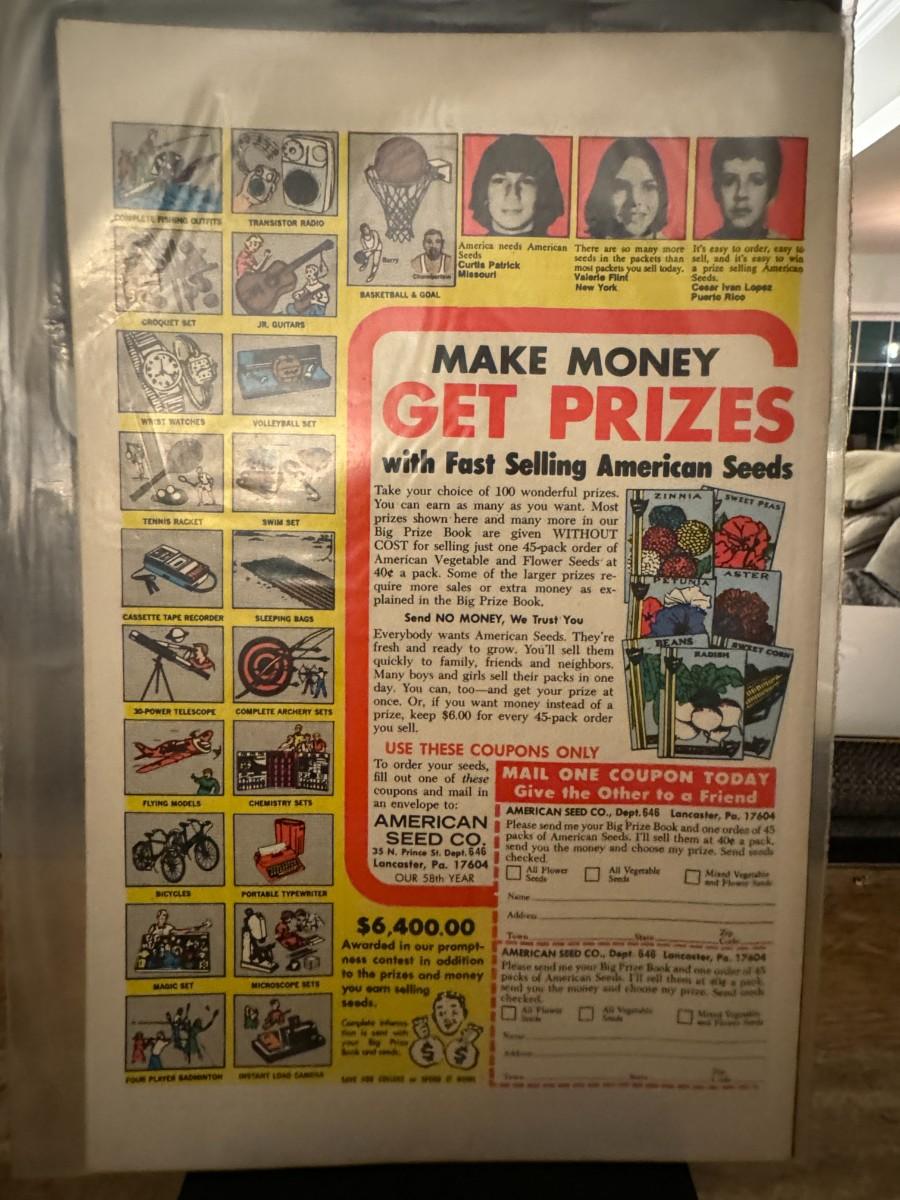 COMPLETE FISHING OUTFITS
TRANSISTOR RADIO
CROQUET SET
JR. GUITARS
WRIST WATCHES
VOLLEYBALL SET
TENNIS RACKET
SWIM SET
CASSETTE TAPE RECORDER
SLEEPING BAGS
30-POWER TELESCOPE
COMPLETE ARCHERY SETS
FLYING MODELS
CHEMISTRY SETS
BICYCLES
PORTABLE TYPEWRITER
MAGIC SET
MICROSCOPE SETS
FOUR PLAYER BADMINTON
INSTANT LOAD CAMERA
Barry
Chamberlain
BASKETBALL & GOAL
America needs American
Seeds
Curtis Patrick
Missouri
There are so many more
seeds in the packets than
most packets you sell today.
Valerie Flint
New York
It's easy to order, easy to
sell, and it's easy to win
a prize selling American
Seeds.
Cesar Ivan Lopez
Puerto Rico
MAKE MONEY
GET PRIZES
with Fast Selling American Seeds
Take your choice of 100 wonderful prizes.
You can earn as many as you want. Most
prizes shown here and many more in our
Big Prize Book are given WITHOUT
COST for selling just one 45-pack order of
American Vegetable and Flower Seeds at
40¢ a pack. Some of the larger prizes re-
quire more sales or extra money as ex-
plained in the Big Prize Book.
Send NO MONEY, We Trust You
Everybody wants American Seeds. They're
fresh and ready to grow. You'll sell them
quickly to family, friends and neighbors.
Many boys and girls sell their packs in one
day. You can, too—and get your prize at
once. Or, if you want money instead of a
prize, keep $6.00 for every 45-pack order
you sell.
ZINNIA
SWEET PEAS
PETUNIA
ASTER
BEANS
RADISH
SWEET CORN
USE THESE COUPONS ONLY
To order your seeds,
fill out one of these
coupons and mail in
an envelope to:
AMERICAN
SEED CO.
35 N. Prince St. Dept. 646
Lancaster, Pa. 17604
OUR 58th YEAR
$6,400.00
Awarded in our prompt-
ness contest in addition
to the prizes and money
you earn selling
seeds.
Complete informa-
tion is sent with
your Big Prize
Book and seeds.
$ $
SAVE FOR COLLEGE or SPEND IT NOW!
MAIL ONE COUPON TODAY
Give the Other to a Friend
AMERICAN SEED CO., Dept. 646 Lancaster, Pa. 17604
Please send me your Big Prize Book and one order of 45
packs of American Seeds. I'll sell them at 40¢ a pack,
send you the money and choose my prize. Send seeds
checked.
All Flower Seeds
All Vegetable Seeds
Mixed Vegetable and Flower Seeds
Name
Address
Town State Zip Code
AMERICAN SEED CO., Dept. 646 Lancaster, Pa. 17604
Please send me your Big Prize Book and one order of 45
packs of American Seeds. I'll sell them at 40¢ a pack,
send you the money and choose my prize. Send seeds
checked.
All Flower Seeds
All Vegetable Seeds
Mixed Vegetable and Flower Seeds
Name
Address
Town State Zip Code